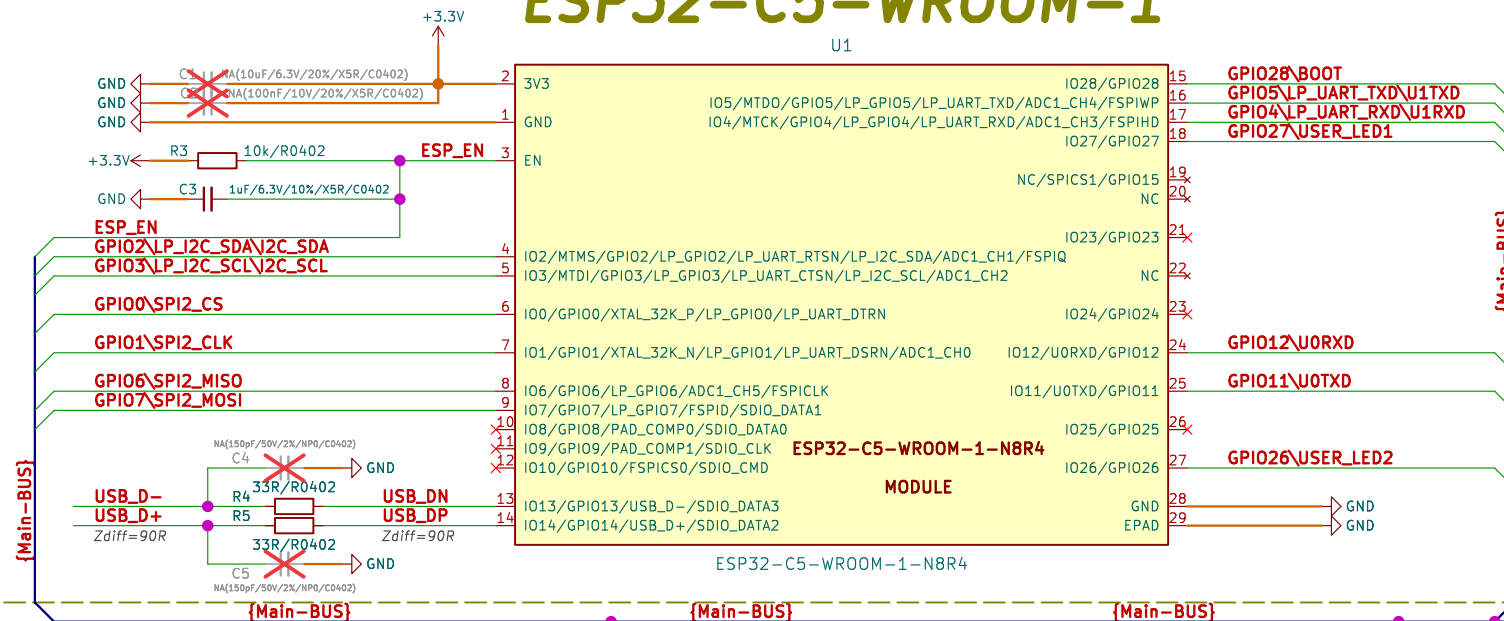 ESP32-C5-WROOM-1
+3.3V
U1
GND
C1
NA(10uF/6.3V/20%/X5R/C0402)
2
3V3
GND
NA(100nF/10V/20%/X5R/C0402)
GND
1
GND
+3.3V
R3
10k/R0402
ESP_EN
3
EN
GND
C3
1uF/6.3V/10%/X5R/C0402
ESP_EN
GPIO2\LP_I2C_SDA\I2C_SDA
4
IO2/MTMS/GPIO2/LP_GPIO2/LP_UART_RTSN/LP_I2C_SDA/ADC1_CH1/FSPIQ
GPIO3\LP_I2C_SCL\I2C_SCL
5
IO3/MTDI/GPIO3/LP_GPIO3/LP_UART_CTSN/LP_I2C_SCL/ADC1_CH2
GPIO0\SPI2_CS
6
IO0/GPIO0/XTAL_32K_P/LP_GPIO0/LP_UART_DTRN
GPIO1\SPI2_CLK
7
IO1/GPIO1/XTAL_32K_N/LP_GPIO1/LP_UART_DSRN/ADC1_CH0
GPIO6\SPI2_MISO
8
IO6/GPIO6/LP_GPIO6/ADC1_CH5/FSPICLK
GPIO7\SPI2_MOSI
9
IO7/GPIO7/LP_GPIO7/FSPID/SDIO_DATA1
10
IO8/GPIO8/PAD_COMP0/SDIO_DATA0
11
IO9/GPIO9/PAD_COMP1/SDIO_CLK
12
IO10/GPIO10/FSPICS0/SDIO_CMD
NA(150pF/50V/2%/NP0/C0402)
C4
GND
33R/R0402
USB_D-
R4
USB_DN
13
IO13/GPIO13/USB_D-/SDIO_DATA3
USB_D+
R5
USB_DP
14
IO14/GPIO14/USB_D+/SDIO_DATA2
Zdiff=90R
Zdiff=90R
33R/R0402
C5
GND
NA(150pF/50V/2%/NP0/C0402)
IO28/GPIO28
15
GPIO28\BOOT
IO5/MTDO/GPIO5/LP_GPIO5/LP_UART_TXD/ADC1_CH4/FSPIWP
16
GPIO5\LP_UART_TXD\U1TXD
IO4/MTCK/GPIO4/LP_GPIO4/LP_UART_RXD/ADC1_CH3/FSPIHD
17
GPIO4\LP_UART_RXD\U1RXD
IO27/GPIO27
18
GPIO27\USER_LED1
NC/SPICS1/GPIO15
19
NC
20
IO23/GPIO23
21
NC
22
IO24/GPIO24
23
IO12/U0RXD/GPIO12
24
GPIO12\U0RXD
IO11/U0TXD/GPIO11
25
GPIO11\U0TXD
IO25/GPIO25
26
IO26/GPIO26
27
GPIO26\USER_LED2
GND
28
GND
EPAD
29
GND
ESP32-C5-WROOM-1-N8R4
MODULE
ESP32-C5-WROOM-1-N8R4
{Main-BUS}
{Main-BUS}
{Main-BUS}
{Main-BUS}
{Main-BUS}